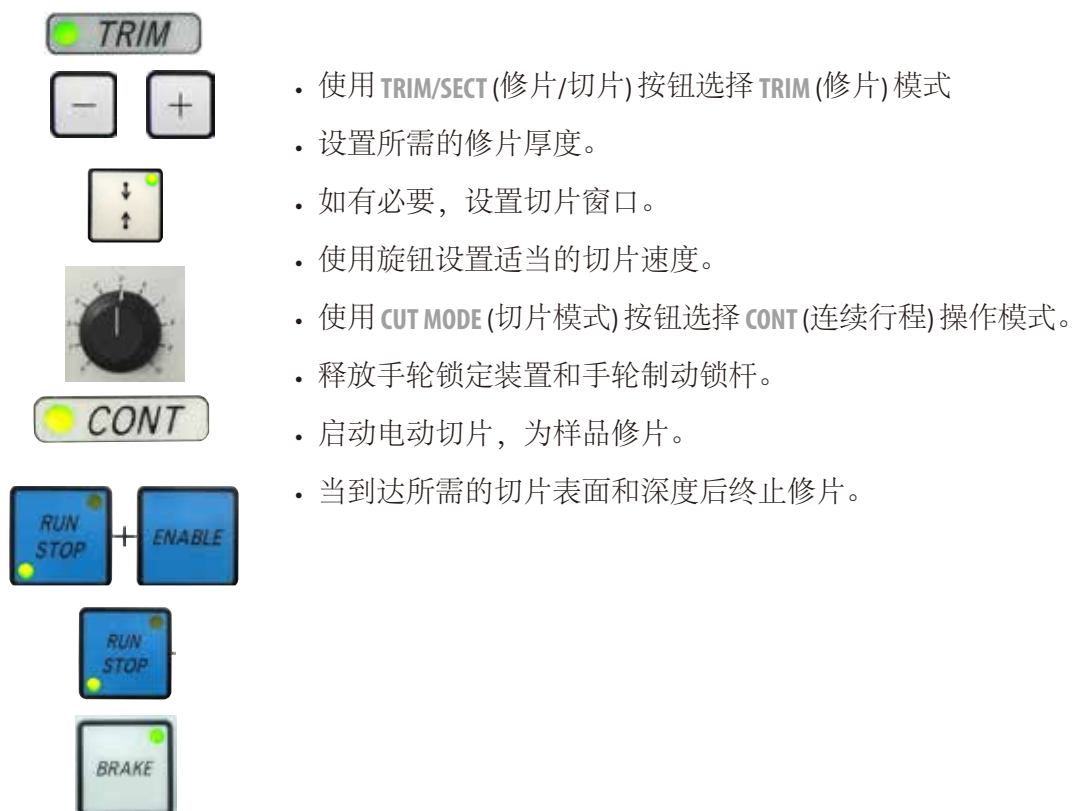 TRIM
− +
• 使用 TRIM/SECT (修片/切片) 按钮选择 TRIM (修片) 模式
• 设置所需的修片厚度。
• 如有必要，设置切片窗口。
• 使用旋钮设置适当的切片速度。
• 使用 CUT MODE (切片模式) 按钮选择 CONT (连续行程) 操作模式。
• 释放手轮锁定装置和手轮制动锁杆。
CONT
• 启动电动切片，为样品修片。
• 当到达所需的切片表面和深度后终止修片。
RUN
STOP
+
ENABLE
RUN
STOP
BRAKE